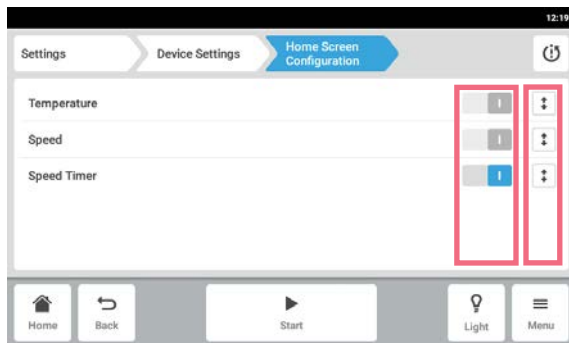 12:19
Settings
Device Settings
Home Screen
Configuration
Temperature
Speed
Speed Timer
Home
Back
Start
Light
Menu